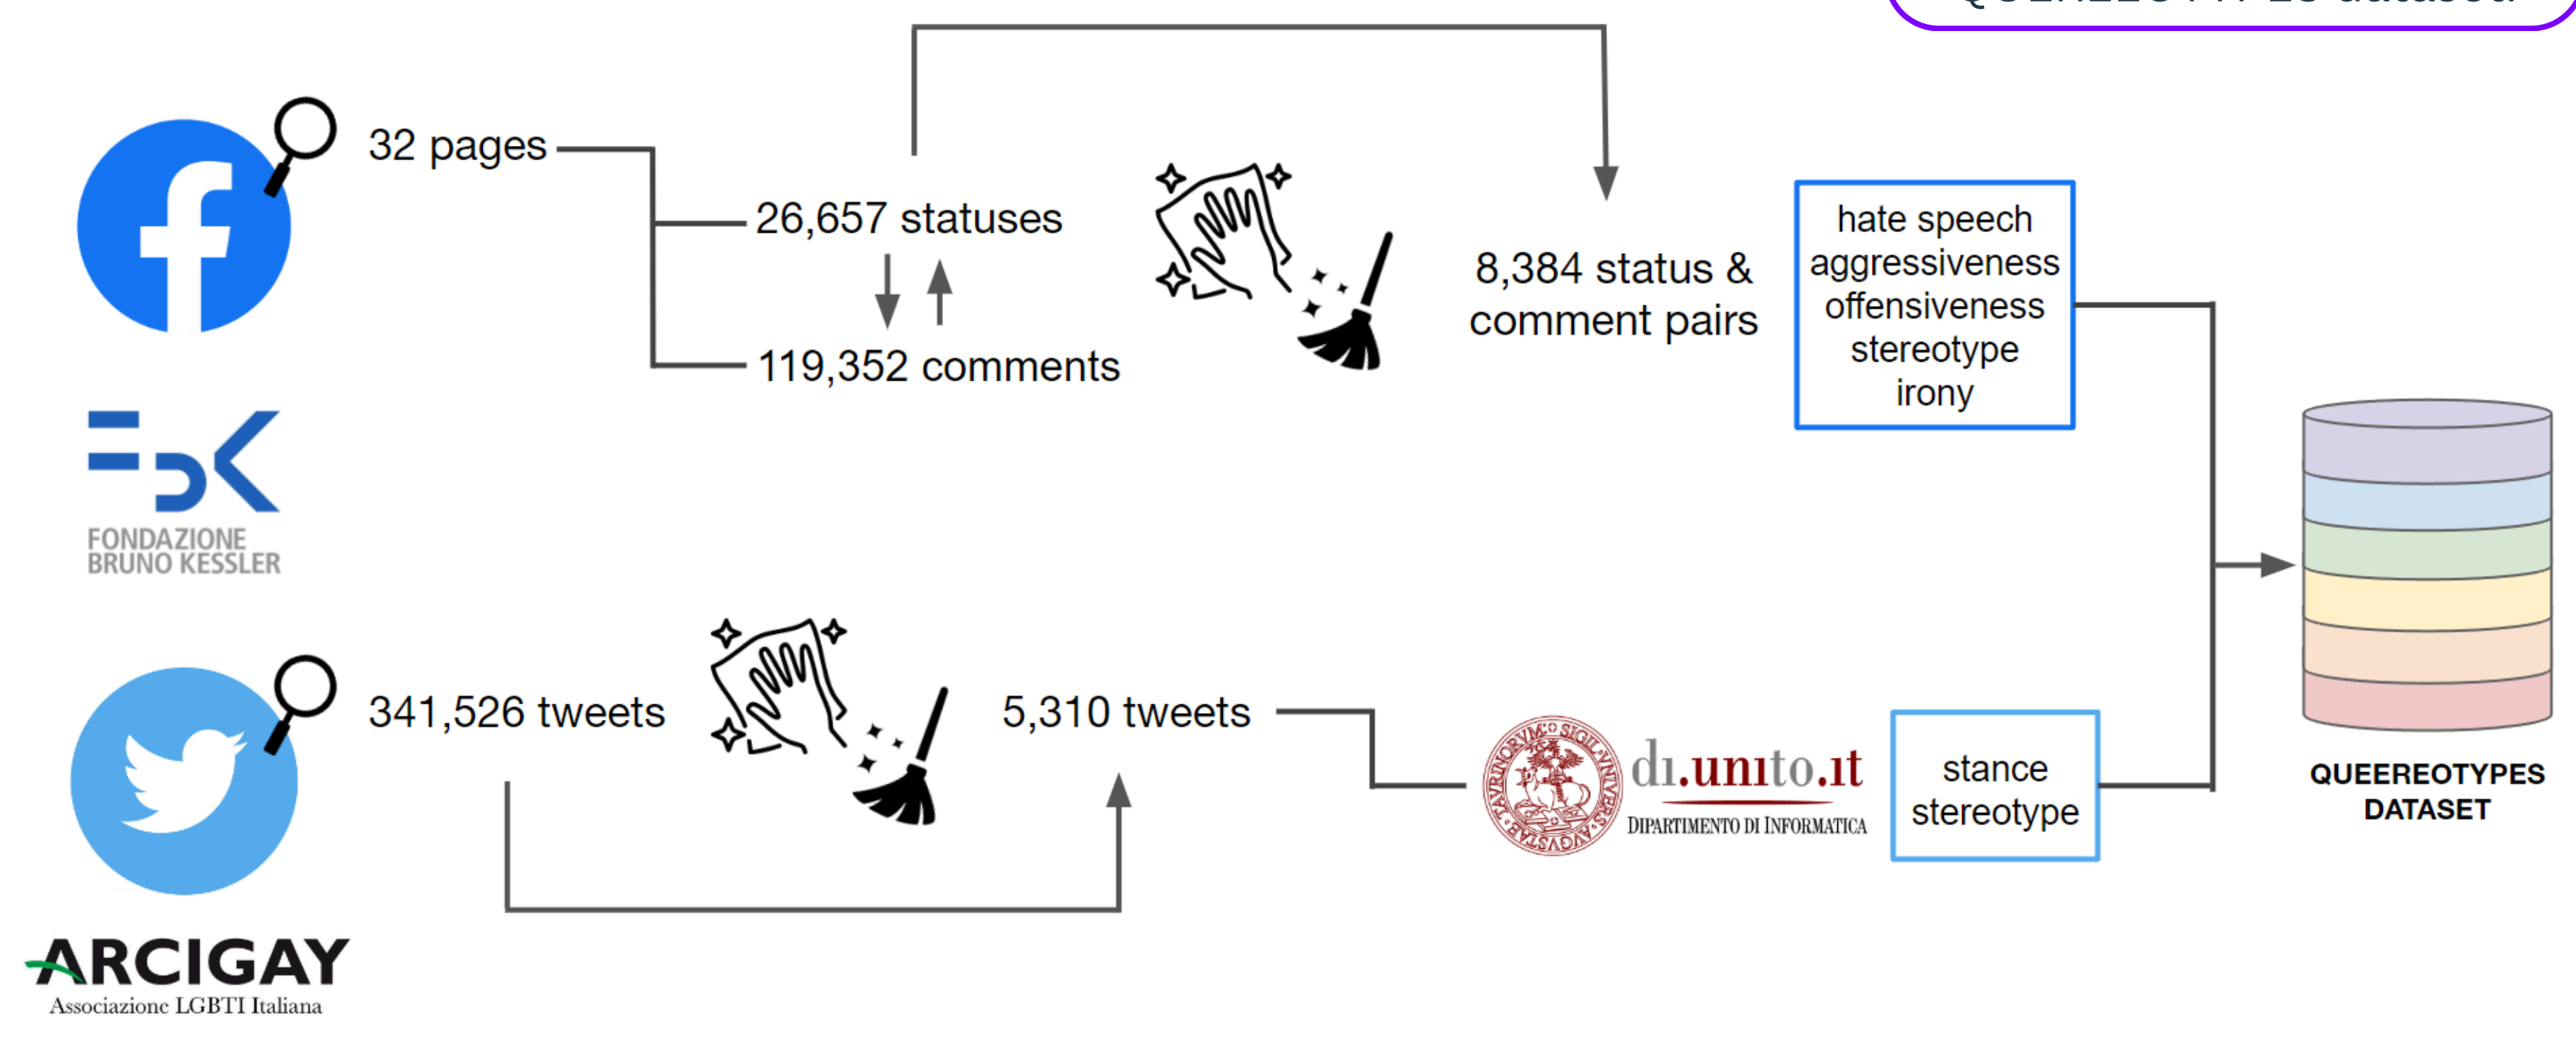 dataset.
32 pages
26,657 statuses
119,352 comments
8,384 status &
comment pairs
hate speech
aggressiveness
offensiveness
stereotype
irony
FBK
FONDAZIONE
BRUNO KESSLER
341,526 tweets
5,310 tweets
di.unito.it
DIPARTIMENTO DI INFORMATICA
stance
stereotype
QUEEREOTYPES
DATASET
ARCIGAY
Associazione LGBTI Italiana